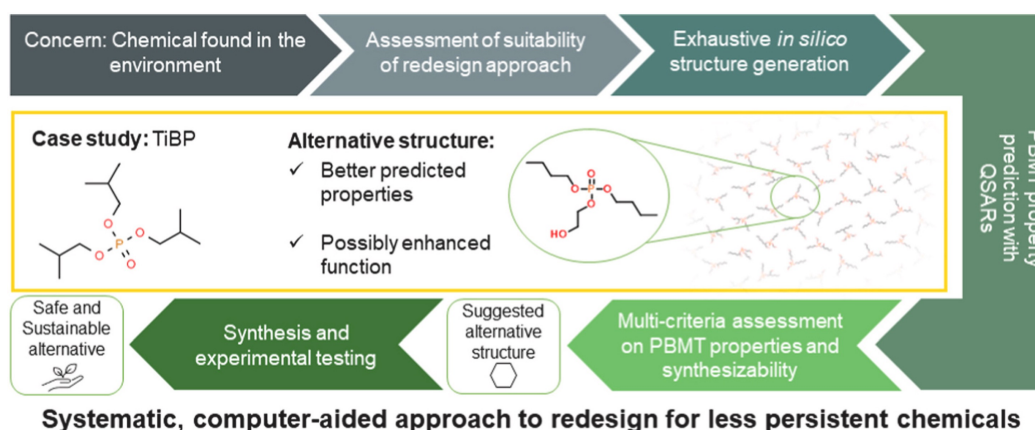 Concern: Chemical found in the
environment
Assessment of suitability
of redesign approach
Exhaustive in silico
structure generation
PBMT property
prediction with
QSARs
Case study: TiBP
O
O
P
O
O
Alternative structure:
✓ Better predicted
properties
✓ Possibly enhanced
function
O
O
P
O
O
HO
Multi-criteria assessment
on PBMT properties and
synthesizability
Suggested
alternative
structure
Synthesis and
experimental testing
Safe and
Sustainable
alternative
Systematic, computer-aided approach to redesign for less persistent chemicals